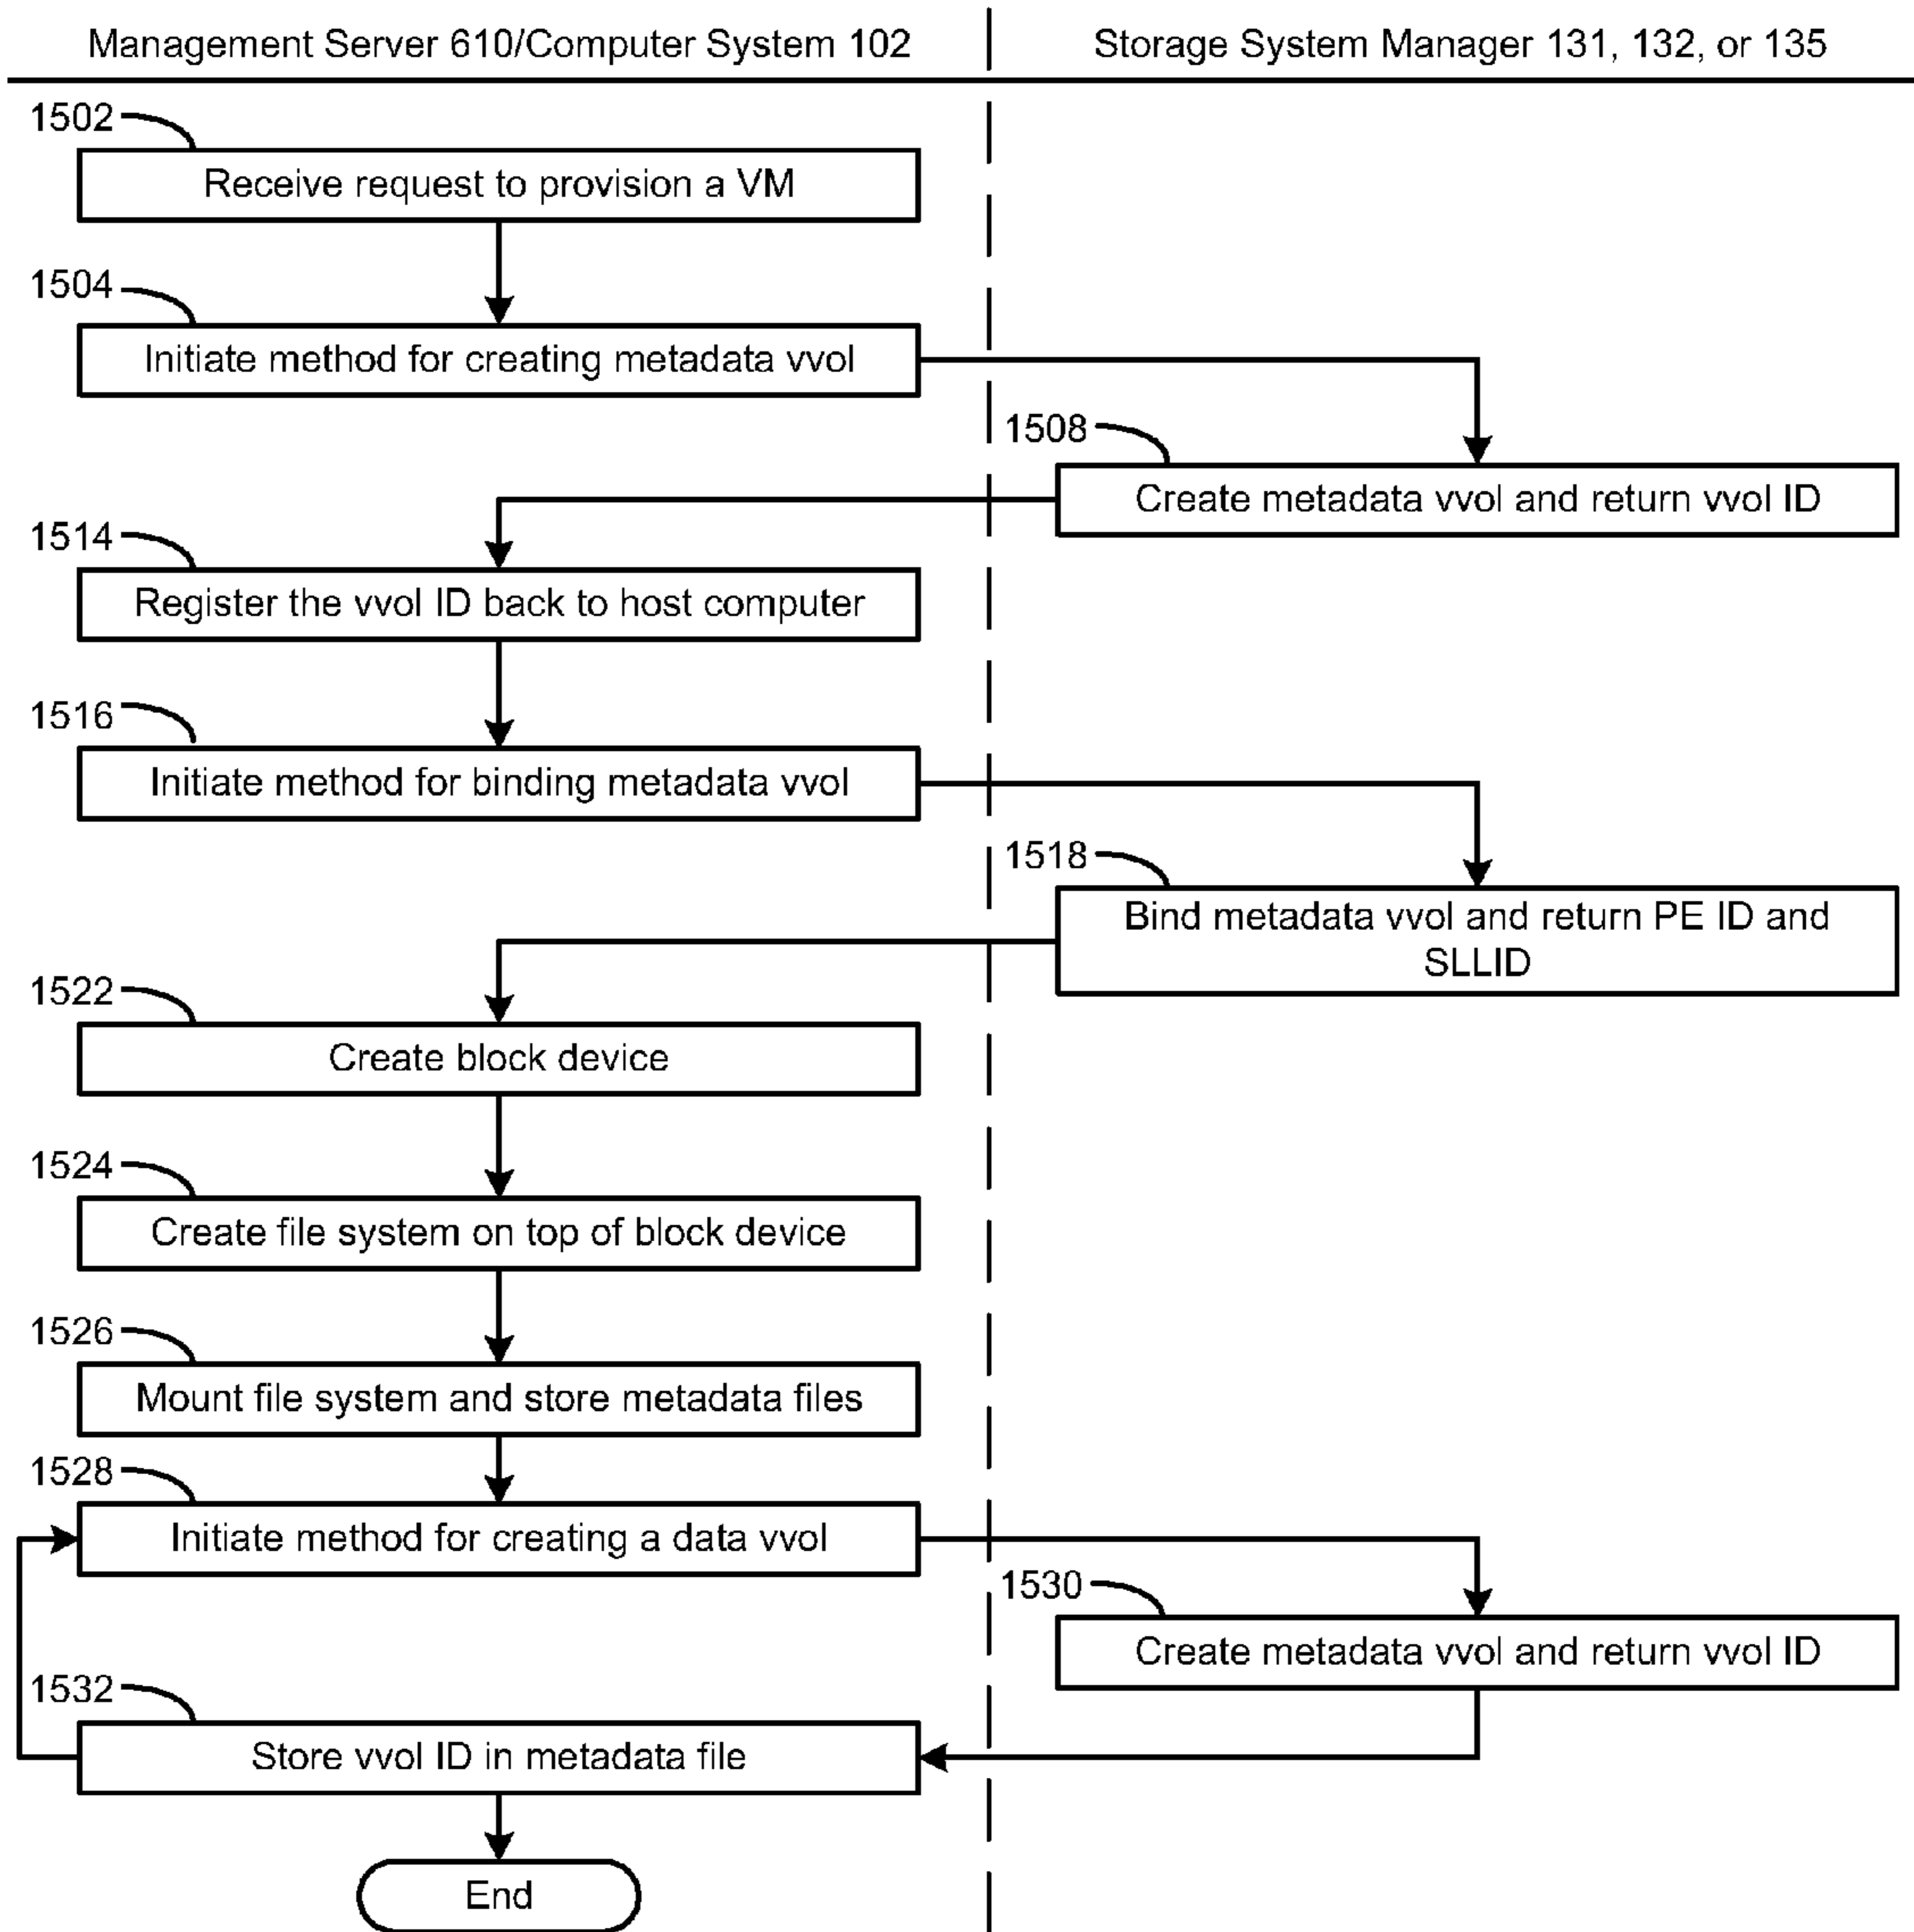 Management Server 610/Computer System 102
Storage System Manager 131, 132, or 135
1502
Receive request to provision a VM
1504
Initiate method for creating metadata vvol
1508
Create metadata vvol and return vvol ID
1514
Register the vvol ID back to host computer
1516
Initiate method for binding metadata vvol
1518
Bind metadata vvol and return PE ID and
SLLID
1522
Create block device
1524
Create file system on top of block device
1526
Mount file system and store metadata files
1528
Initiate method for creating a data vvol
1530
Create metadata vvol and return vvol ID
1532
Store vvol ID in metadata file
End